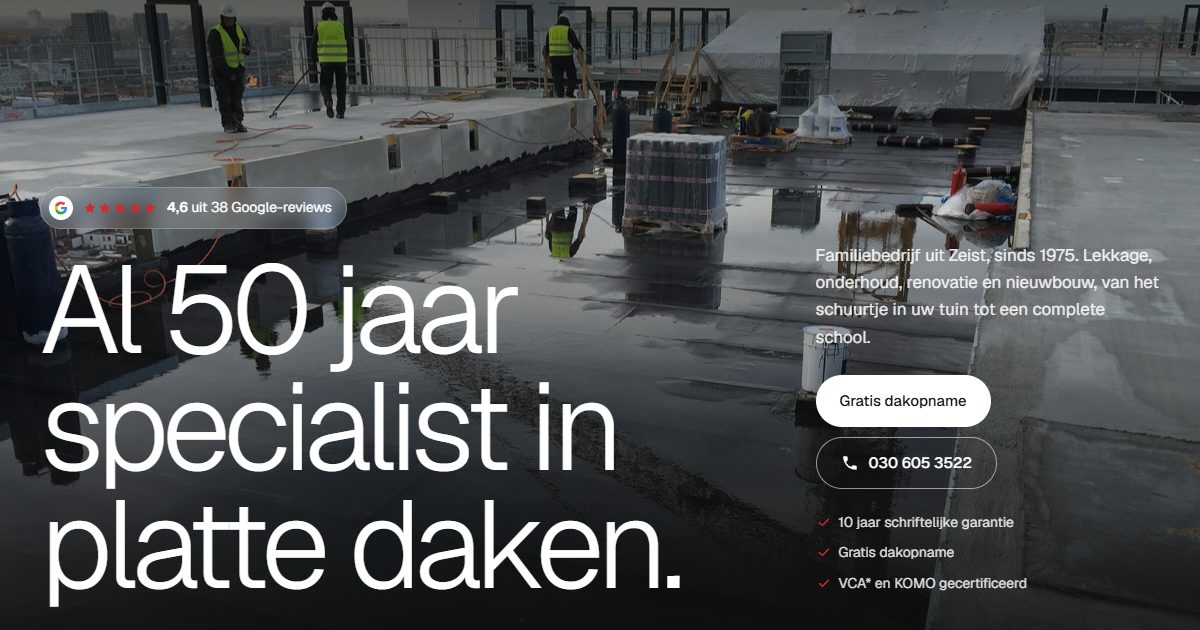 4,6 uit 38 Google-reviews
Al 50 jaar
specialist in
platte daken.
Familiebedrijf uit Zeist, sinds 1975. Lekkage,
onderhoud, renovatie en nieuwbouw, van het
schuurtje in uw tuin tot een complete
school.
Gratis dakopname
030 605 3522
10 jaar schriftelijke garantie
Gratis dakopname
VCA* en KOMO gecertificeerd